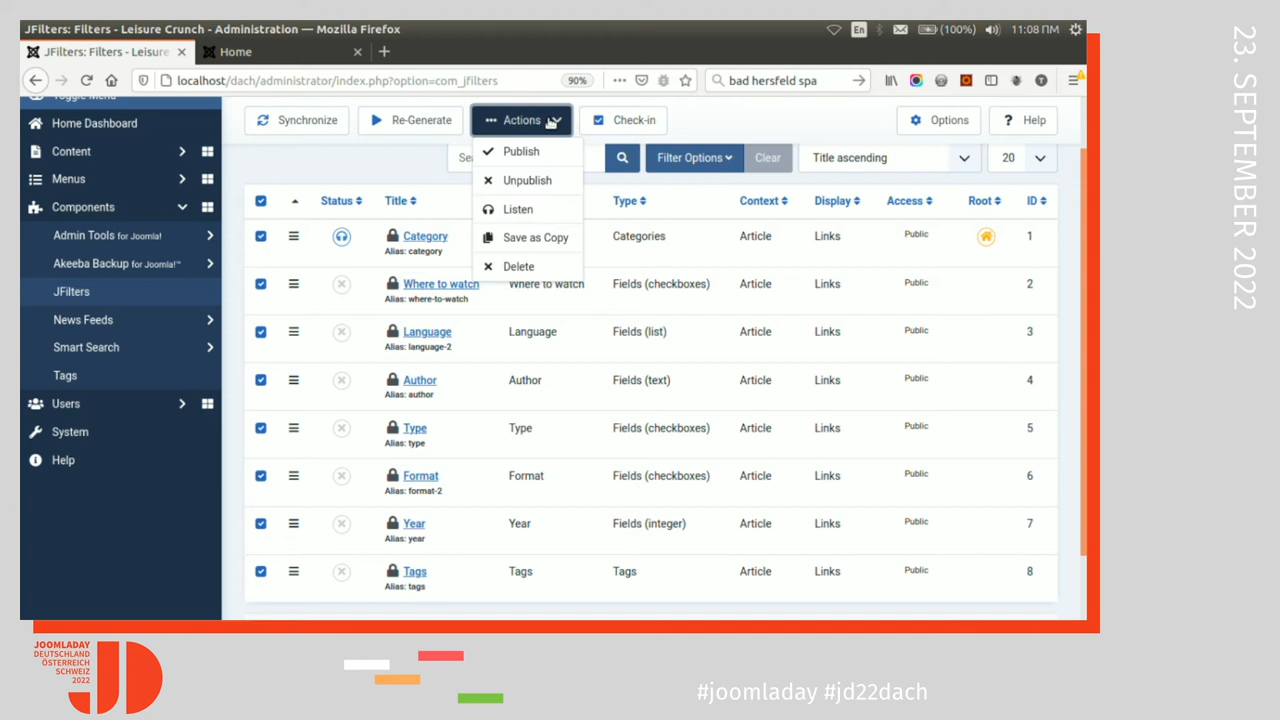 JFilters: Filters - Leisure Crunch - Administration — Mozilla Firefox
En
(100%)
11:08 ΠΜ
JFilters: Filters - Leisure
Home
localhost/dach/administrator/index.php?option=com_jfilters
90%
bad hersfeld spa
Toggle Menu
Home Dashboard
Content
Menus
Components
Admin Tools for Joomla!
Akeeba Backup for Joomla!™
JFilters
News Feeds
Smart Search
Tags
Users
System
Help
Synchronize
Re-Generate
Actions
Check-in
Options
Help
Publish
Unpublish
Listen
Save as Copy
Delete
Filter Options
Clear
Title ascending
20
Status Title Type Context Display Access Root ID
Category Categories Article Links Public 1
Alias: category
Where to watch Where to watch Fields (checkboxes) Article Links Public 2
Alias: where-to-watch
Language Language Fields (list) Article Links Public 3
Alias: language-2
Author Author Fields (text) Article Links Public 4
Alias: author
Type Type Fields (checkboxes) Article Links Public 5
Alias: type
Format Format Fields (checkboxes) Article Links Public 6
Alias: format-2
Year Year Fields (integer) Article Links Public 7
Alias: year
Tags Tags Tags Article Links Public 8
Alias: tags
23. SEPTEMBER 2022
JOOMLADAY
DEUTSCHLAND
ÖSTERREICH
SCHWEIZ
2022
JD
#joomladay #jd22dach